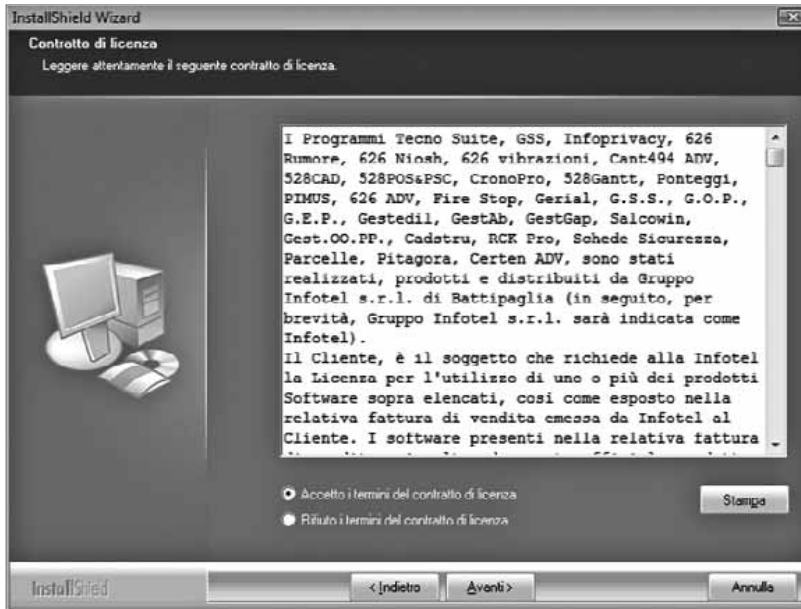 InstallShield Wizard
Contratto di licenza
Leggere attentamente il seguente contratto di licenza.
I Programmi Tecno Suite, GSS, Infoprivacy, 626
Rumore, 626 Niosh, 626 vibrazioni, Cant494 ADV,
528CAD, 528POS&PSC, CronoPro, 528Gantt, Ponteggi,
PIMUS, 626 ADV, Fire Stop, Gerial, G.S.S., G.O.P.,
G.E.P., Gestedil, GestAb, GestGap, Salcowin,
Gest.OO.PP., Cadstru, RCK Pro, Schede Sicurezza,
Parcelle, Pitagora, Certen ADV, sono stati
realizzati, prodotti e distribuiti da Gruppo
Infotel s.r.l. di Battipaglia (in seguito, per
brevità, Gruppo Infotel s.r.l. sarà indicata come
Infotel).
Il Cliente, è il soggetto che richiede alla Infotel
la Licenza per l'utilizzo di uno o più dei prodotti
Software sopra elencati, così come esposto nella
relativa fattura di vendita emessa da Infotel al
Cliente. I software presenti nella relativa fattura
Accetto i termini del contratto di licenza
Rifiuto i termini del contratto di licenza
Stampa
InstallShield
< Indietro
Avanti >
Annulla